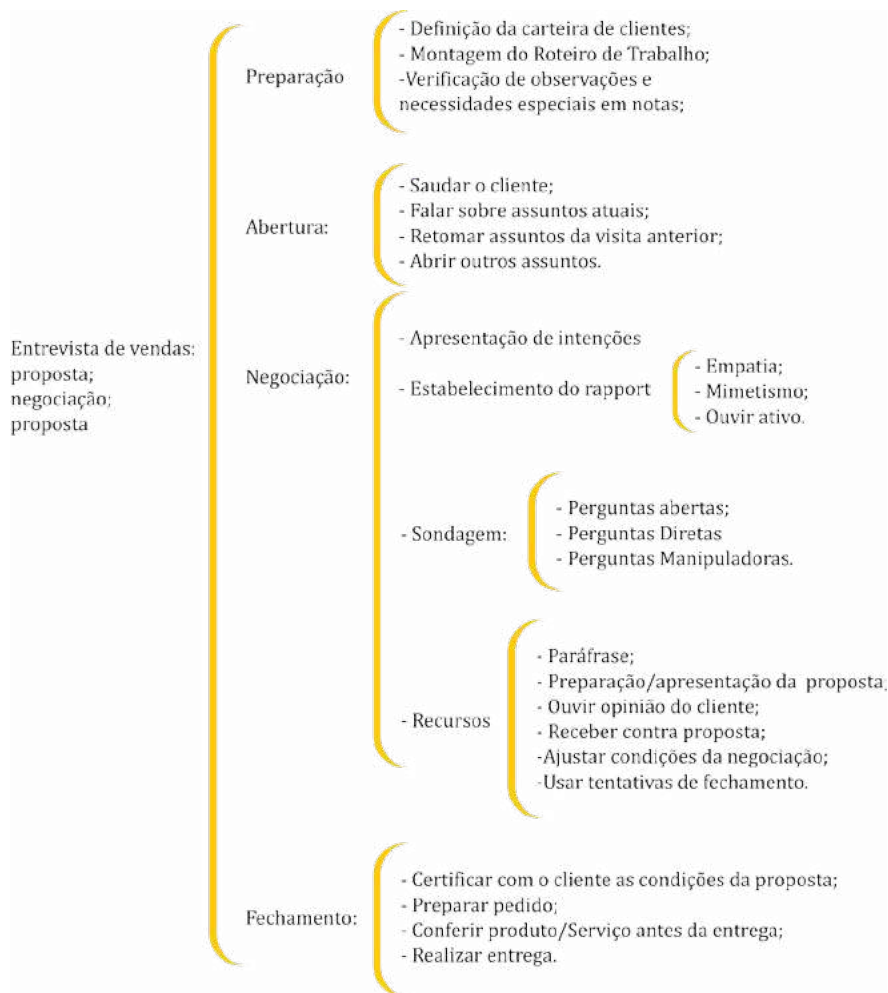 Entrevista de vendas:
proposta;
negociação;
proposta
Preparação
- Definição da carteira de clientes;
- Montagem do Roteiro de Trabalho;
-Verificação de observações e
necessidades especiais em notas;
Abertura:
- Saudar o cliente;
- Falar sobre assuntos atuais;
- Retomar assuntos da visita anterior;
- Abrir outros assuntos.
Negociação:
- Apresentação de intenções
- Estabelecimento do rapport
- Empatia;
- Mimetismo;
- Ouvir ativo.
- Sondagem:
- Perguntas abertas;
- Perguntas Diretas
- Perguntas Manipuladoras.
- Recursos
- Paráfrase;
- Preparação/apresentação da proposta;
- Ouvir opinião do cliente;
- Receber contra proposta;
-Ajustar condições da negociação;
-Usar tentativas de fechamento.
Fechamento:
- Certificar com o cliente as condições da proposta;
- Preparar pedido;
- Conferir produto/Serviço antes da entrega;
- Realizar entrega.